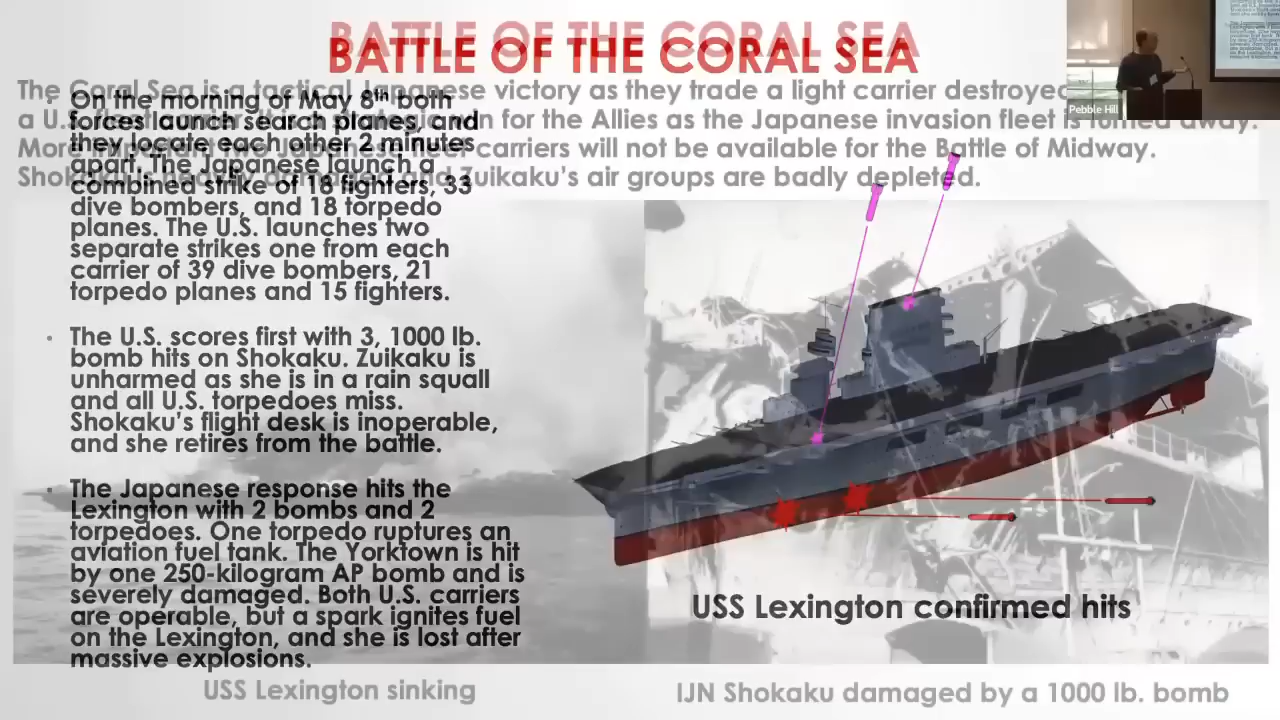 BATTLE OF THE CORAL SEA
BATTLE OF THE CORAL SEA
The Coral Sea is a tactical Japanese victory as they trade a light carrier destroyed
a U.S. for the Allies as the Japanese invasion fleet is turned away.
More carriers will not be available for the Battle of Midway.
Zuikaku’s air groups are badly depleted.
• On the morning of May 8th both
forces launch search planes, and
they locate each other 2 minutes
apart. The Japanese launch a
combined strike of 18 fighters, 33
dive bombers, and 18 torpedo
planes. The U.S. launches two
separate strikes one from each
carrier of 39 dive bombers, 21
torpedo planes and 15 fighters.
• The U.S. scores first with 3, 1000 lb.
bomb hits on Shokaku. Zuikaku is
unharmed as she is in a rain squall
and all U.S. torpedoes miss.
Shokaku’s flight desk is inoperable,
and she retires from the battle.
• The Japanese response hits the
Lexington with 2 bombs and 2
torpedoes. One torpedo ruptures an
aviation fuel tank. The Yorktown is hit
by one 250-kilogram AP bomb and is
severely damaged. Both U.S. carriers
are operable, but a spark ignites fuel
on the Lexington, and she is lost after
massive explosions.
USS Lexington confirmed hits
USS Lexington sinking
IJN Shokaku damaged by a 1000 lb. bomb
Pebble Hill